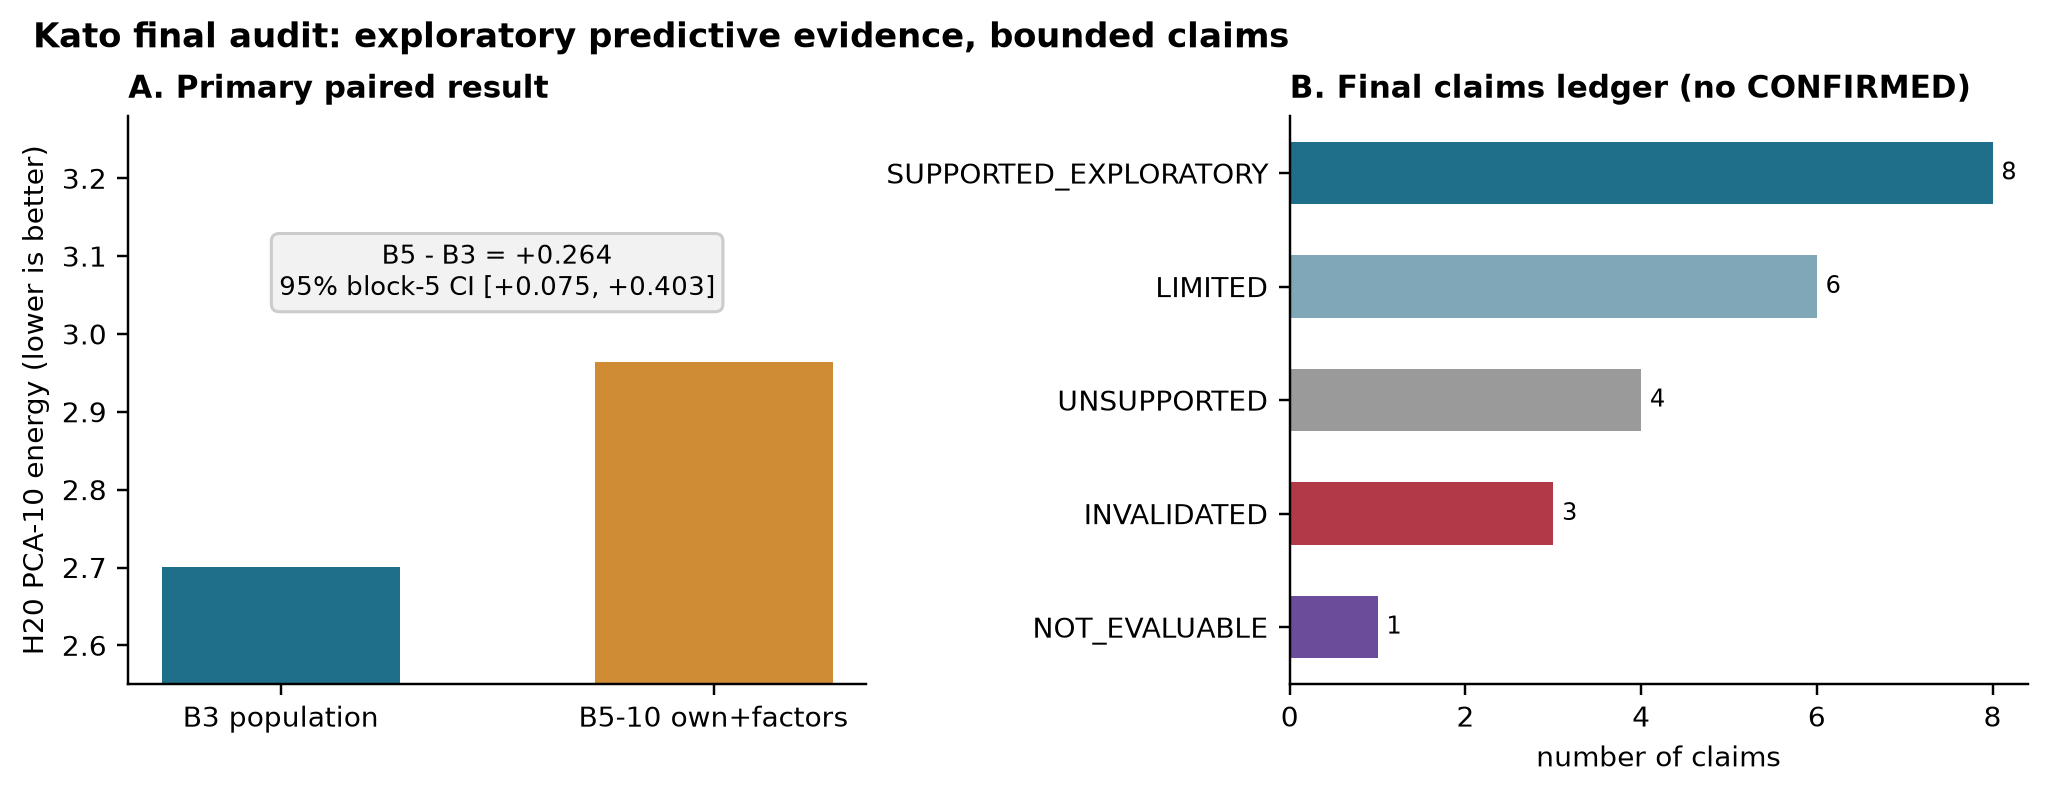 Kato final audit: exploratory predictive evidence, bounded claims
A. Primary paired result
H20 PCA-10 energy (lower is better)
3.2
3.1
3.0
2.9
2.8
2.7
2.6
B5 - B3 = +0.264
95% block-5 CI [+0.075, +0.403]
B3 population
B5-10 own+factors
B. Final claims ledger (no CONFIRMED)
SUPPORTED_EXPLORATORY
8
LIMITED
6
UNSUPPORTED
4
INVALIDATED
3
NOT_EVALUABLE
1
0
2
4
6
8
number of claims